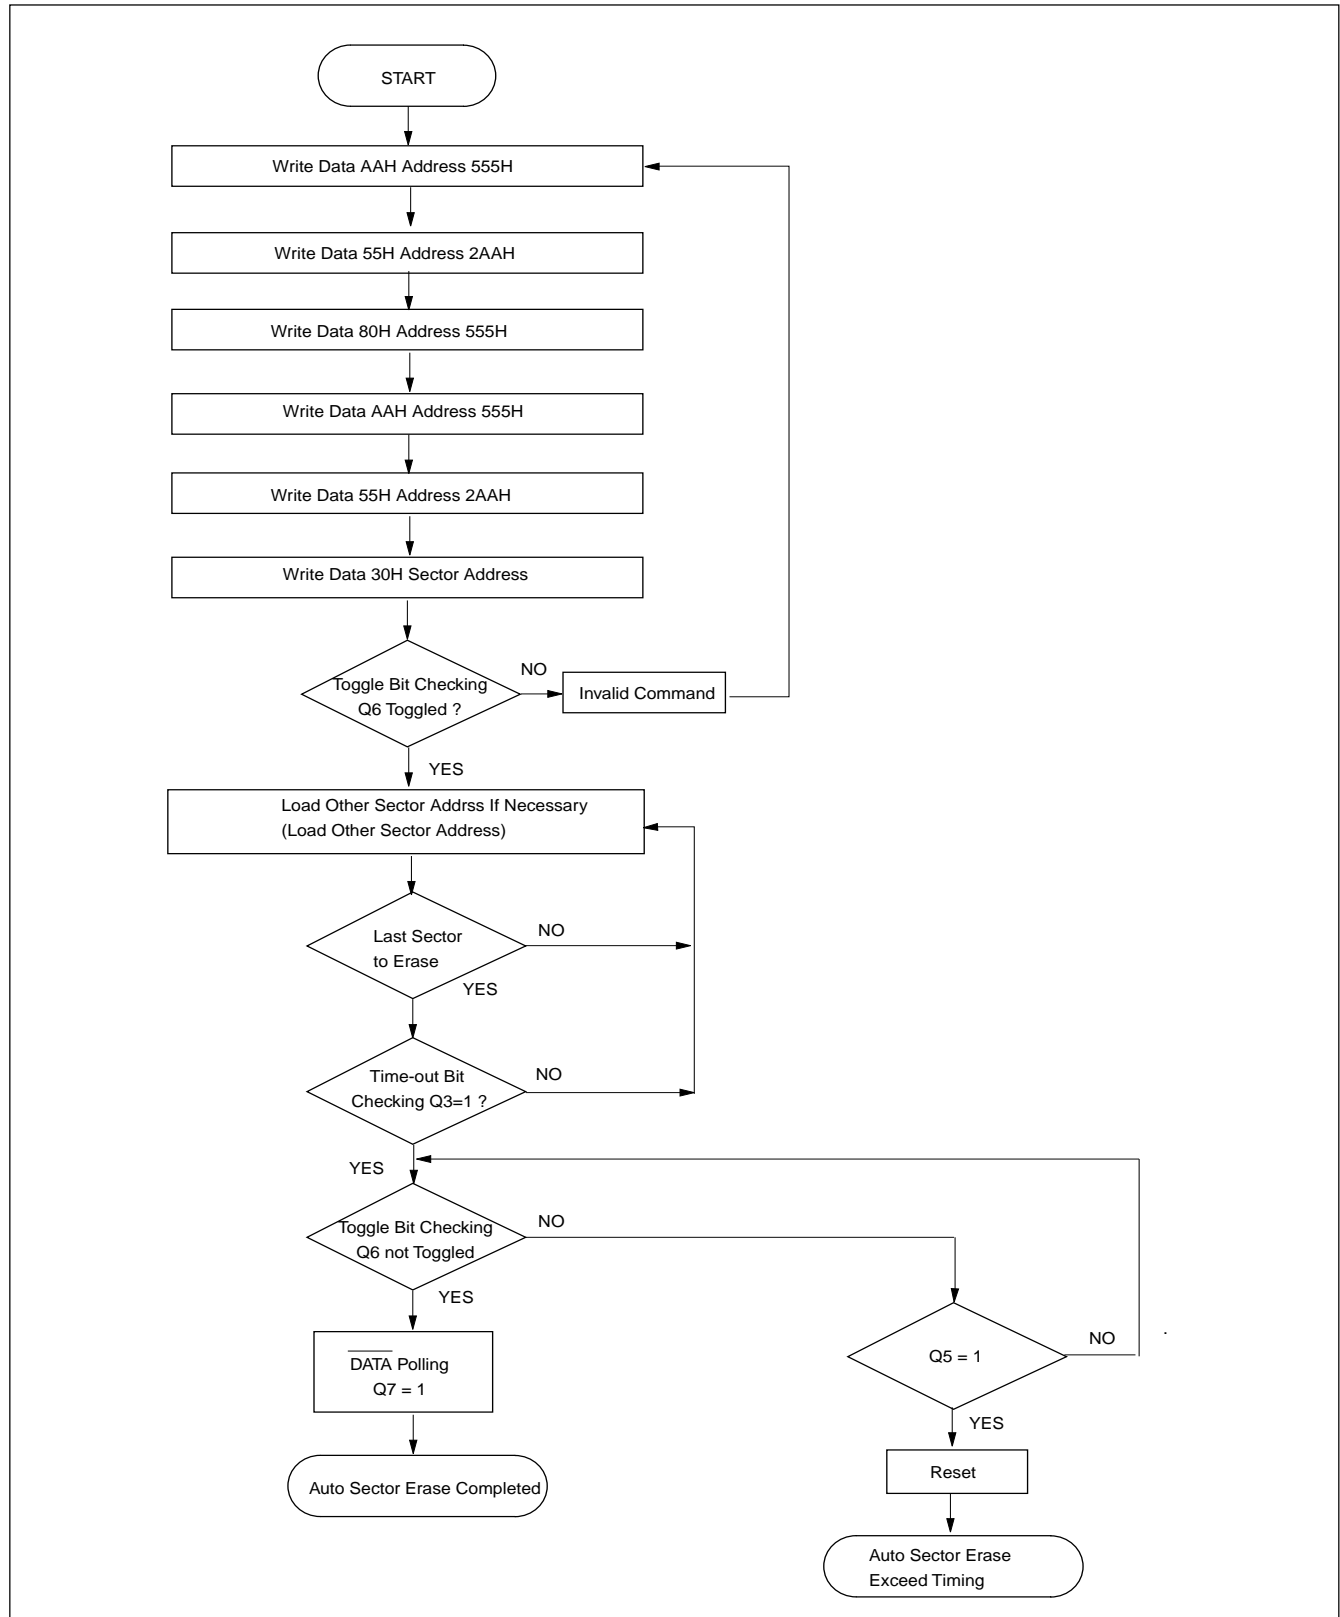 START
Write Data AAH Address 555H
Write Data 55H Address 2AAH
Write Data 80H Address 555H
Write Data AAH Address 555H
Write Data 55H Address 2AAH
Write Data 30H Sector Address
Toggle Bit Checking
Q6 Toggled ?
NO
Invalid Command
YES
Load Other Sector Addrss If Necessary
(Load Other Sector Address)
Last Sector
to Erase
NO
YES
Time-out Bit
Checking Q3=1 ?
NO
YES
Toggle Bit Checking
Q6 not Toggled
NO
YES
DATA Polling
Q7 = 1
Q5 = 1
NO
.
YES
Reset
Auto Sector Erase Completed
Auto Sector Erase
Exceed Timing